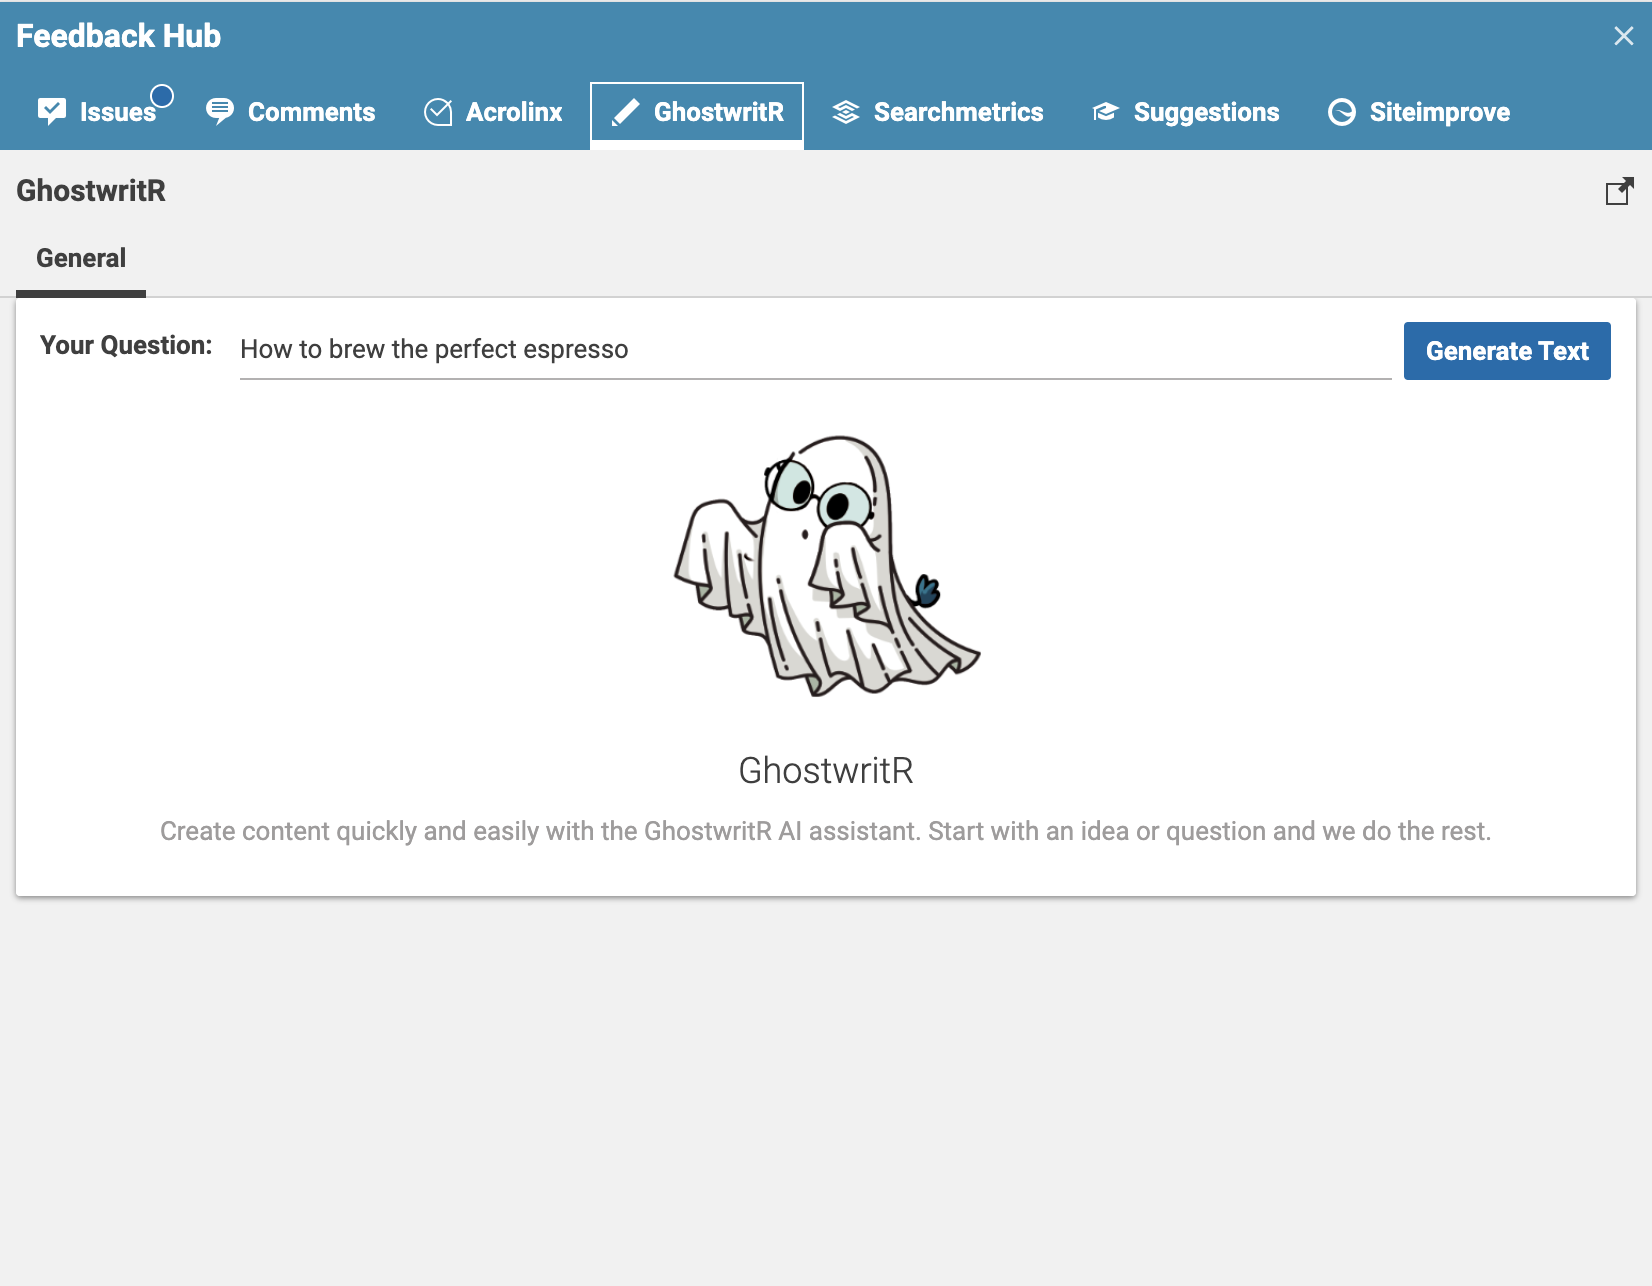 Feedback Hub
Issues Comments Acrolinx GhostwritR Searchmetrics Suggestions Siteimprove
GhostwritR
General
Your Question: How to brew the perfect espresso Generate Text
GhostwritR
Create content quickly and easily with the GhostwritR AI assistant. Start with an idea or question and we do the rest.